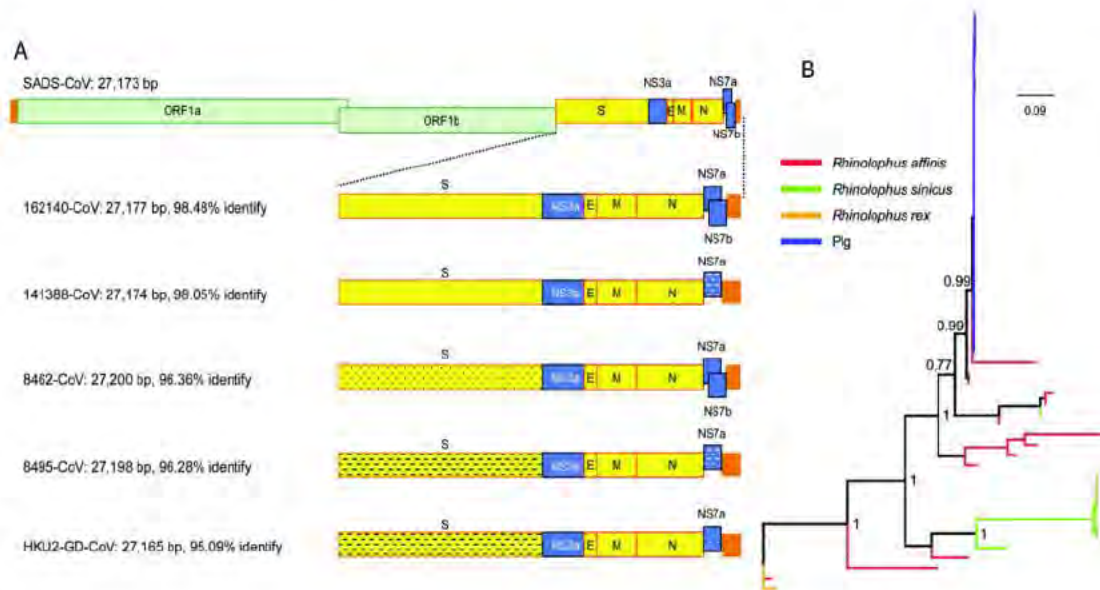 A
SADS-CoV: 27,173 bp
ORF1a
ORF1b
S
NS3a
E
M
N
NS7a
NS7b
162140-CoV: 27,177 bp, 98.48% identify
S
NS3a
E
M
N
NS7a
NS7b
141388-CoV: 27,174 bp, 98.05% identify
S
NS3a
E
M
N
NS7a
8462-CoV: 27,200 bp, 96.36% identify
S
NS3a
E
M
N
NS7a
NS7b
8495-CoV: 27,198 bp, 96.28% identify
S
NS3a
E
M
N
NS7a
HKU2-GD-CoV: 27,165 bp, 95.09% identify
S
NS3a
E
M
N
NS7a
B
0.09
Rhinolophus affinis
Rhinolophus sinicus
Rhinolophus rex
Pig
0.99
0.99
0.77
1
1
1
1